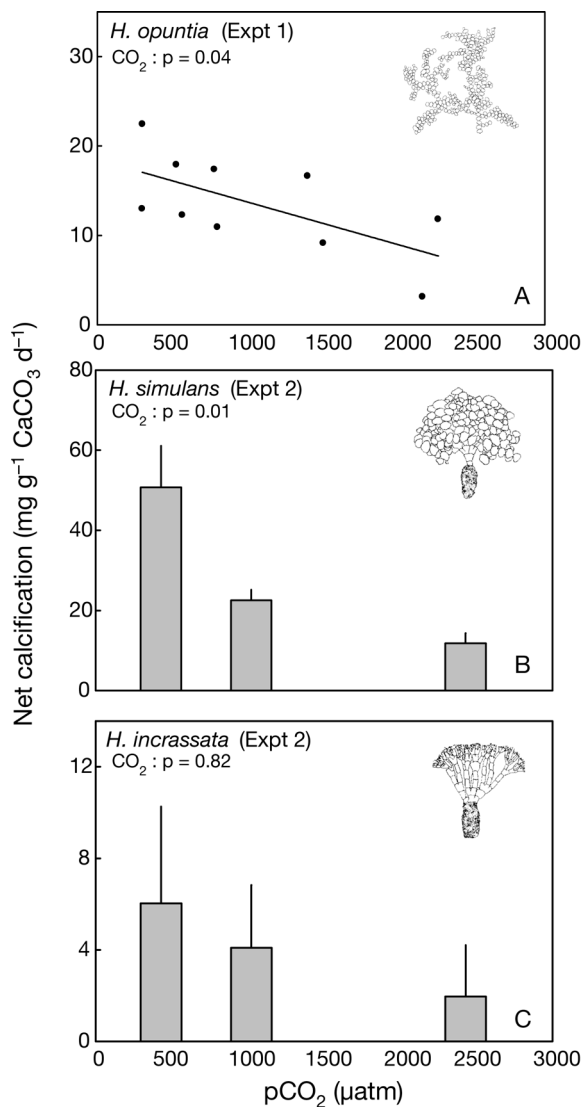 H. opuntia (Expt 1)
CO₂ : p = 0.04
30
20
10
0
A
500 1000 1500 2000 2500 3000
H. simulans (Expt 2)
CO₂ : p = 0.01
80
60
40
20
0
B
H. incrassata (Expt 2)
CO₂ : p = 0.82
12
8
4
0
C
0 500 1000 1500 2000 2500 3000
pCO₂ (µatm)
Net calcification (mg g⁻¹ CaCO₃ d⁻¹)